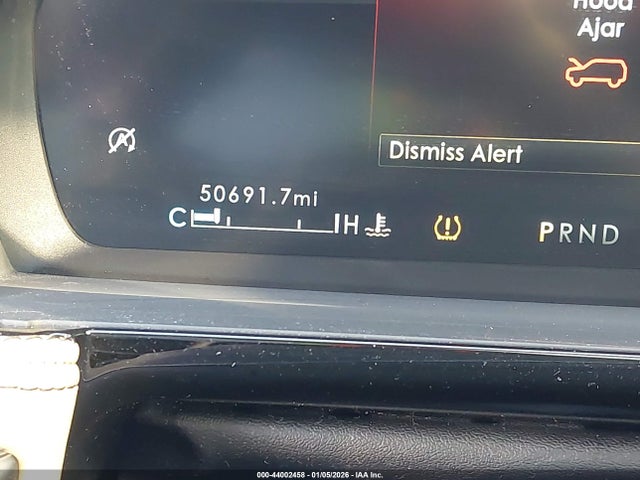 Hood
Ajar
Dismiss Alert
50691.7mi
C H
PRND
000-44002458 - 01/05/2026 - IAA Inc.